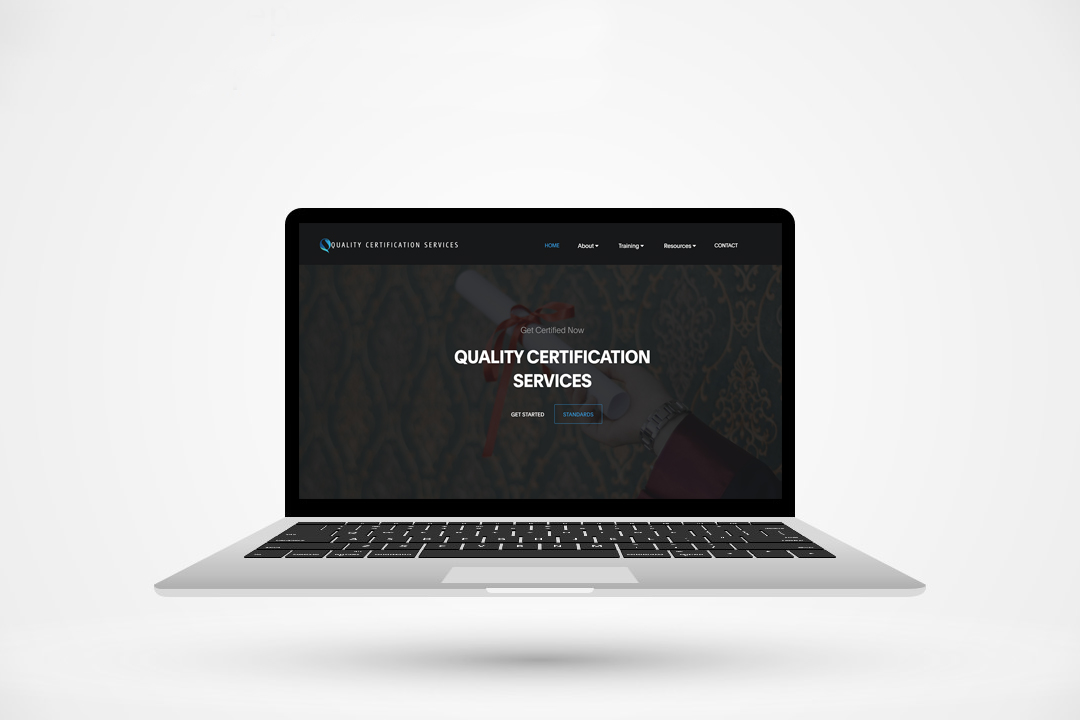 QUALITY CERTIFICATION SERVICES
HOME About Training Resources CONTACT
Get Certified Now
QUALITY CERTIFICATION
SERVICES
GET STARTED STANDARDS